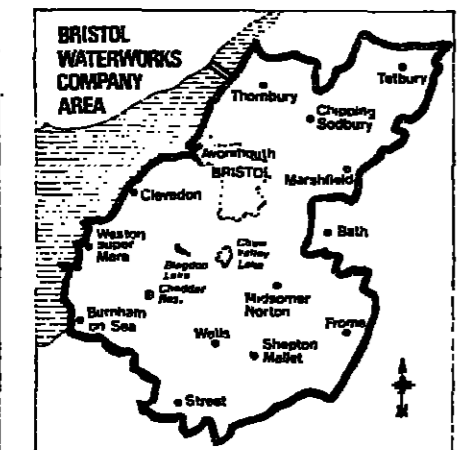 BRISTOL
WATERWORKS
COMPANY
AREA
Tetbury
Thornbury
Chipping
Sodbury
Avonmouth
BRISTOL
Marshfield
Clevedon
Bath
Weston
super
Mare
Chew
Valley
Lake
Blagdon
Lake
Cheddar
Res.
Midsomer
Norton
Burnham
on Sea
Wells
Frome
Shepton
Mallet
Street
N